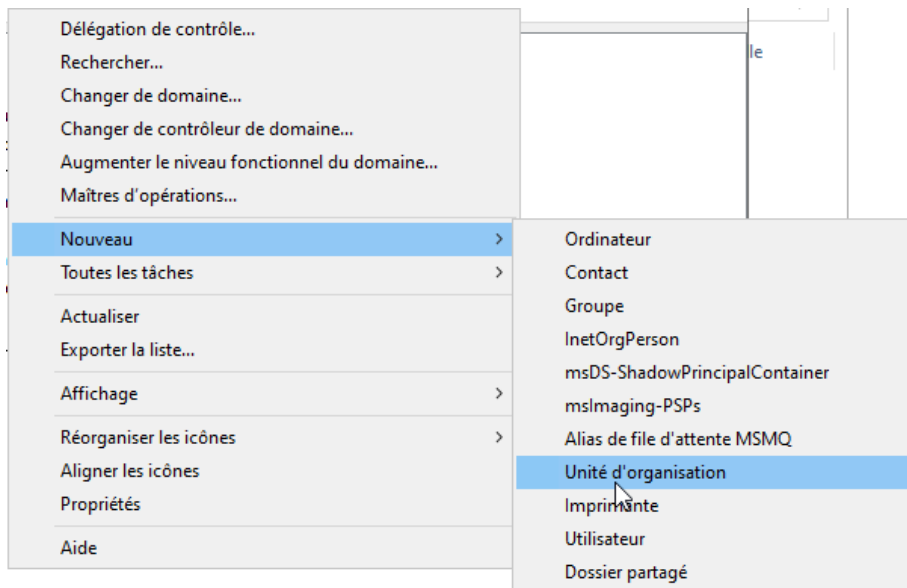 Délégation de contrôle...
Rechercher...
le
Changer de domaine...
Changer de contrôleur de domaine...
Augmenter le niveau fonctionnel du domaine...
Maîtres d'opérations...
Nouveau
Toutes les tâches
Actualiser
Exporter la liste...
Affichage
Réorganiser les icônes
Aligner les icônes
Propriétés
Aide
Ordinateur
Contact
Groupe
InetOrgPerson
msDS-ShadowPrincipalContainer
msImaging-PSPs
Alias de file d'attente MSMQ
Unité d'organisation
Imprimante
Utilisateur
Dossier partagé